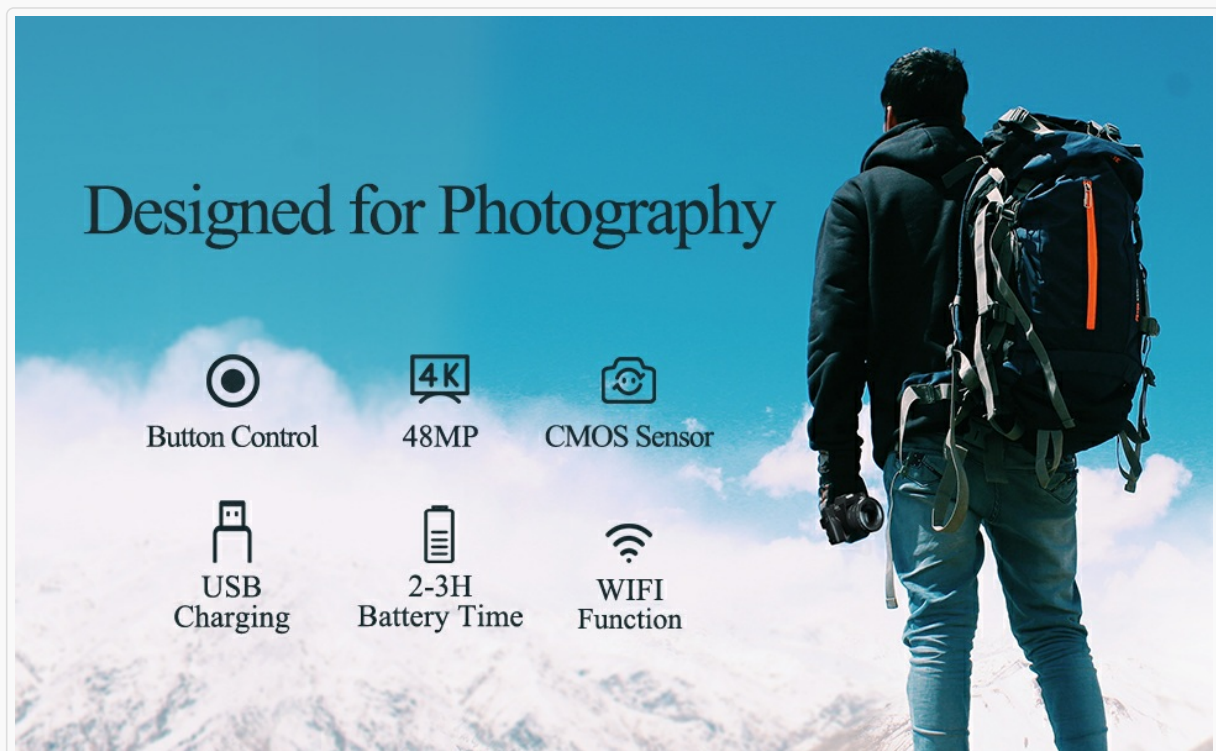 Designed for Photography
4K
Button Control
48MP
CMOS Sensor
USB
Charging
2-3H
Battery Time
WIFI
Function